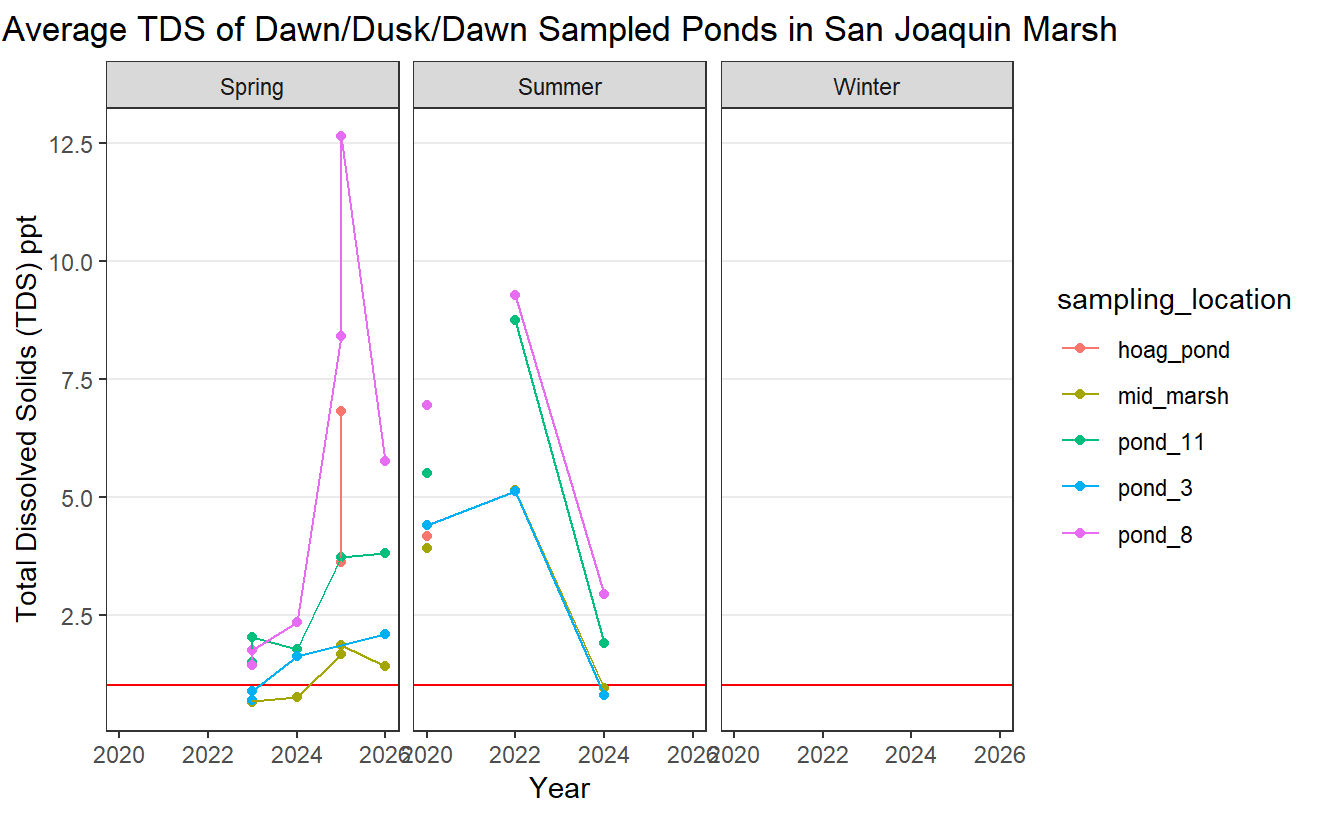 Average TDS of Dawn/Dusk/Dawn Sampled Ponds in San Joaquin Marsh
Spring Summer Winter
Total Dissolved Solids (TDS) ppt
12.5
10.0
7.5
5.0
2.5
2020 2022 2024 2026 2020 2022 2024 2026 2020 2022 2024 2026
Year
sampling_location
hoag_pond
mid_marsh
pond_11
pond_3
pond_8